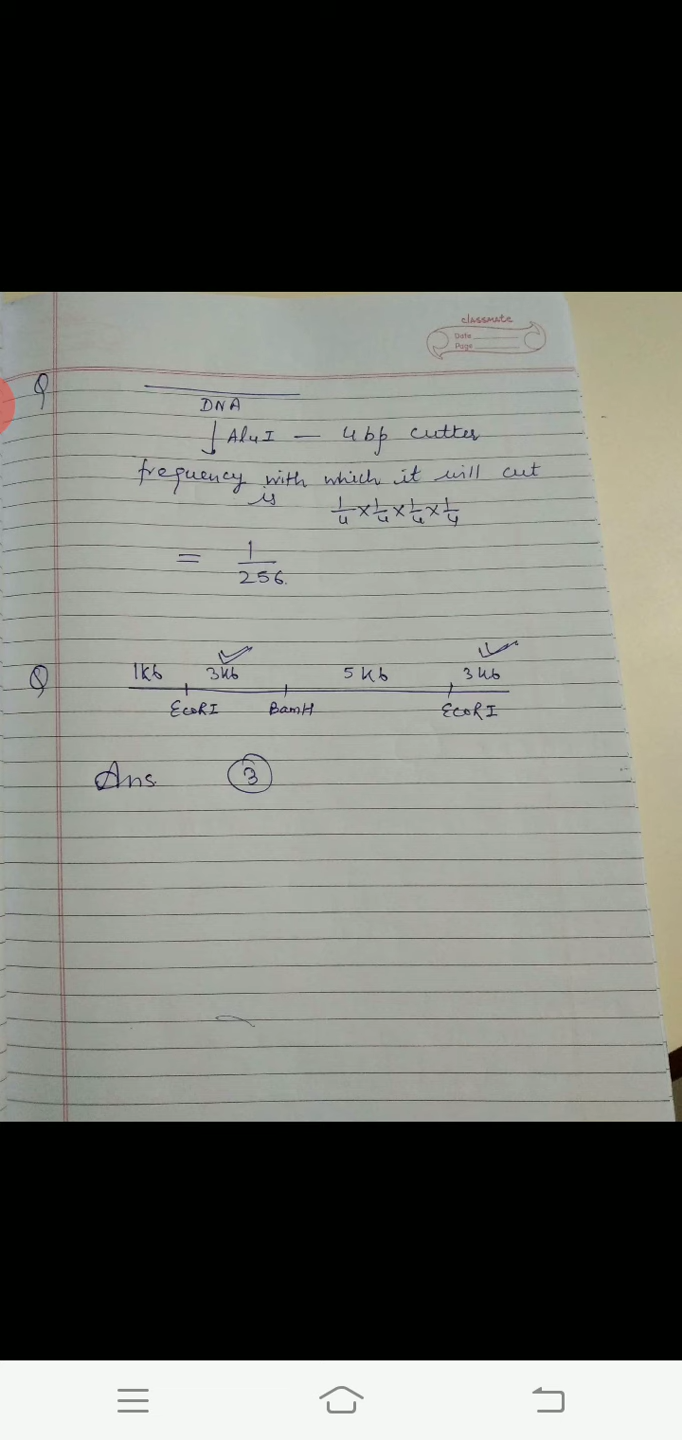 classmate
Date
Page
Q
DNA
↓ AluI — 4bp cutter
frequency with which it will cut
is 1/4 × 1/4 × 1/4 × 1/4
= 1/256.
Q 1Kb 3Kb 5Kb 3Kb
EcoRI BamH EcoRI
Ans 3